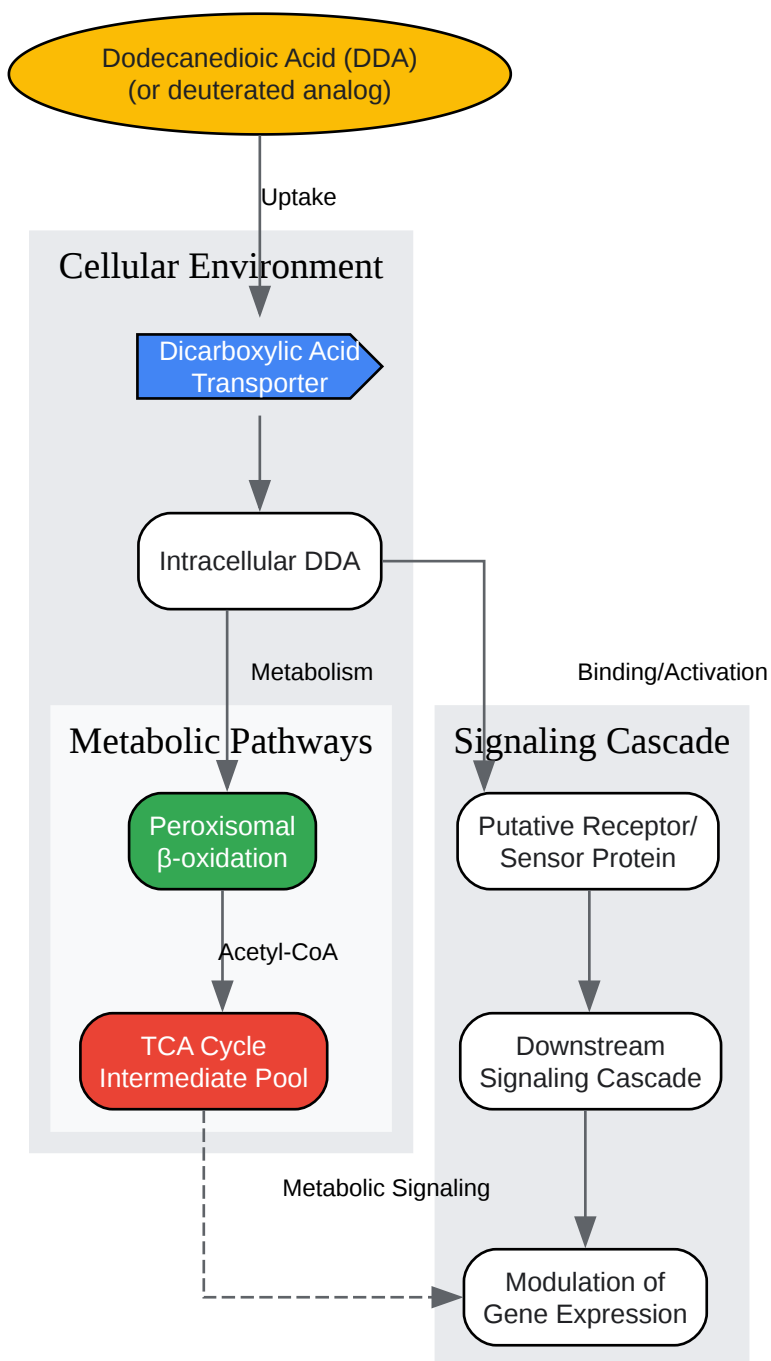 Dodecanedioic Acid (DDA)
(or deuterated analog)
Uptake
Cellular Environment
Dicarboxylic Acid
Transporter
Intracellular DDA
Metabolism
Binding/Activation
Metabolic Pathways
Signaling Cascade
Peroxisomal
β-oxidation
Putative Receptor/
Sensor Protein
Acetyl-CoA
TCA Cycle
Intermediate Pool
Downstream
Signaling Cascade
Metabolic Signaling
Modulation of
Gene Expression